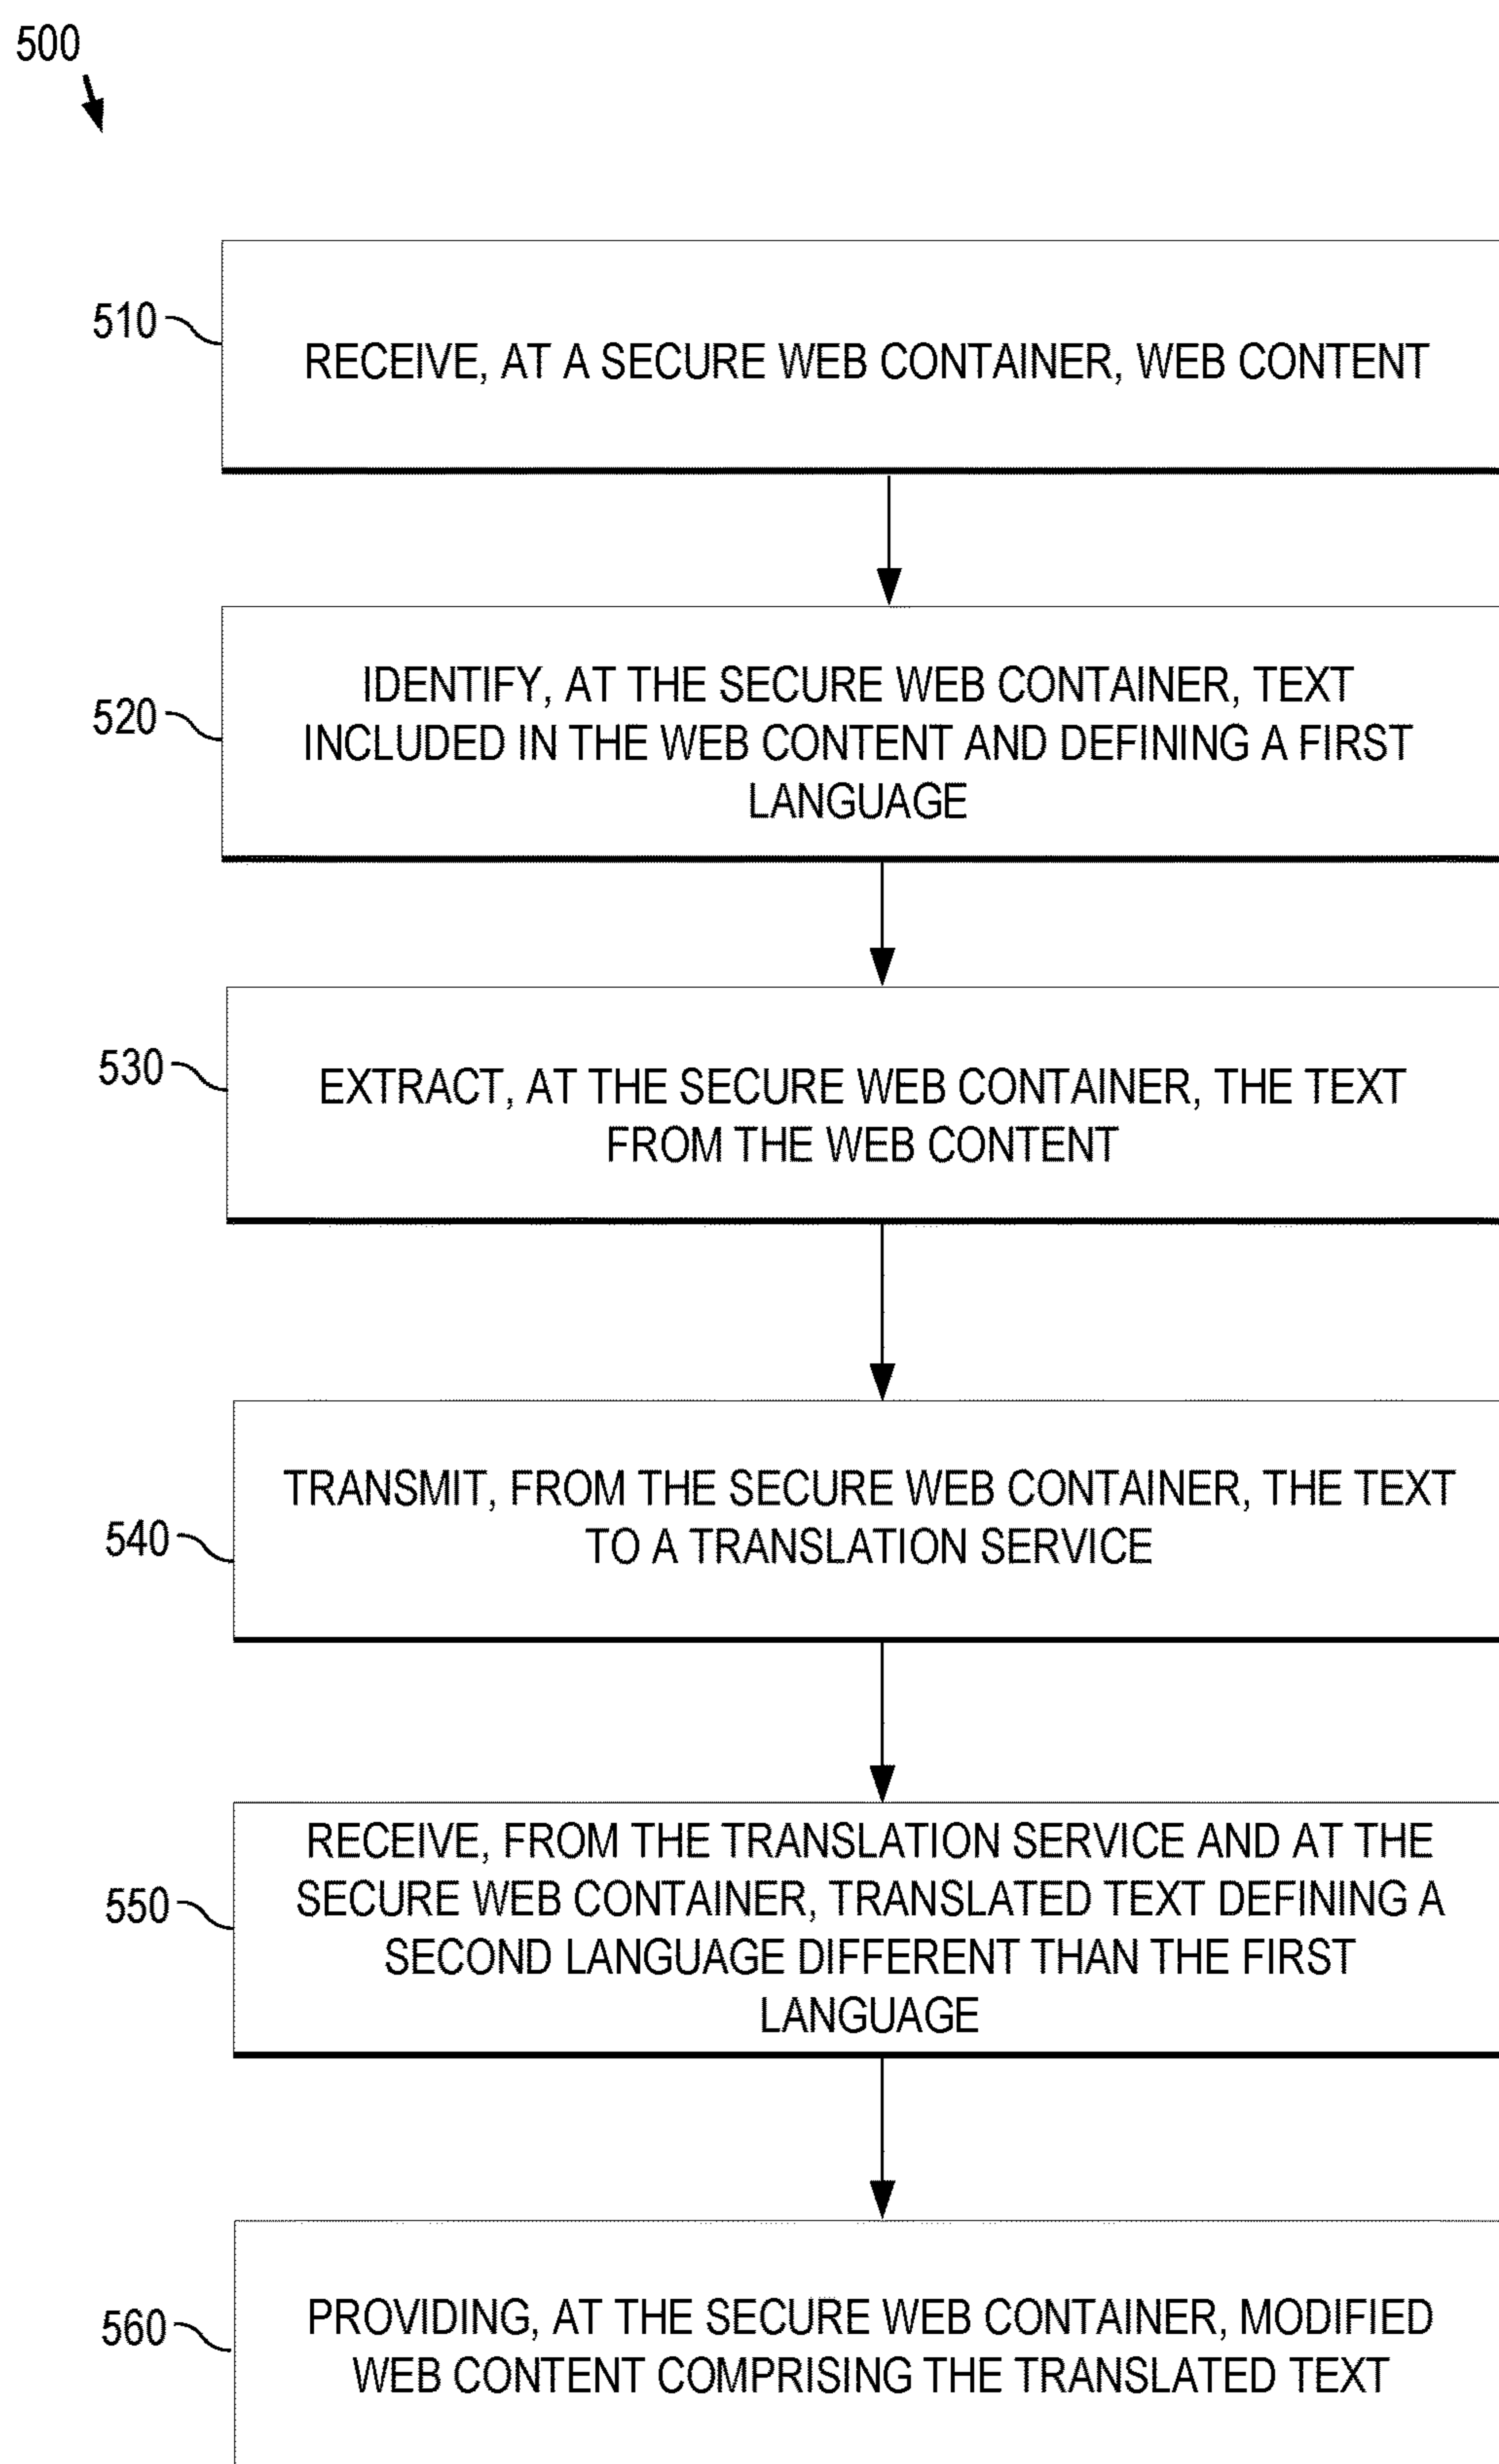 500
510
RECEIVE, AT A SECURE WEB CONTAINER, WEB CONTENT
520
IDENTIFY, AT THE SECURE WEB CONTAINER, TEXT
INCLUDED IN THE WEB CONTENT AND DEFINING A FIRST
LANGUAGE
530
EXTRACT, AT THE SECURE WEB CONTAINER, THE TEXT
FROM THE WEB CONTENT
540
TRANSMIT, FROM THE SECURE WEB CONTAINER, THE TEXT
TO A TRANSLATION SERVICE
550
RECEIVE, FROM THE TRANSLATION SERVICE AND AT THE
SECURE WEB CONTAINER, TRANSLATED TEXT DEFINING A
SECOND LANGUAGE DIFFERENT THAN THE FIRST
LANGUAGE
560
PROVIDING, AT THE SECURE WEB CONTAINER, MODIFIED
WEB CONTENT COMPRISING THE TRANSLATED TEXT